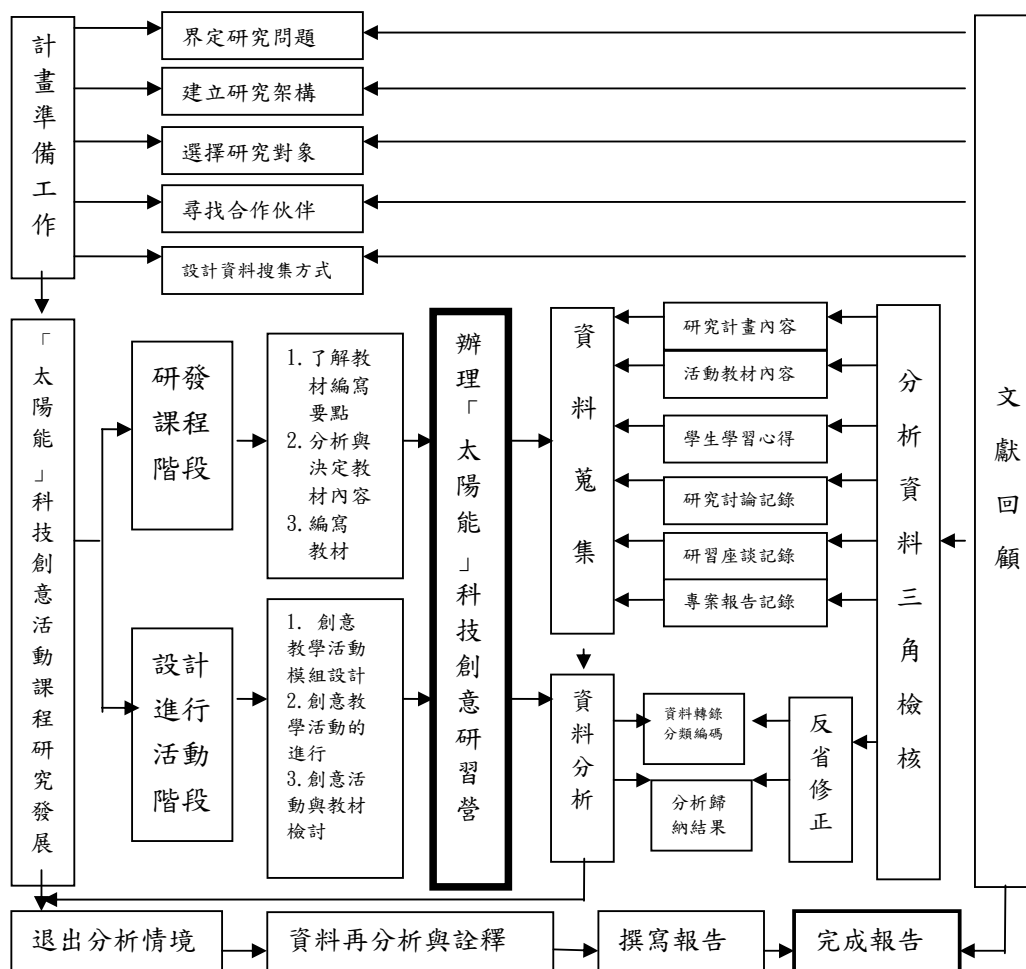 計畫準備工作
界定研究問題
建立研究架構
選擇研究對象
尋找合作伙伴
設計資料搜集方式
文獻回顧
「太陽能」科技創意活動課程研究發展
研發
課程
階段
1.了解教
材編寫
要點
2.分析與
決定教
材內容
3.編寫
教材
設計
進行
活動
階段
1. 創意
教學活動
模組設計
2.創意教
學活動的
進行
3.創意活
動與教材
檢討
辦理「太陽能」科技創意研習營
資料蒐集
研究計畫內容
活動教材內容
學生學習心得
研究討論記錄
研習座談記錄
專案報告記錄
分析資料三角檢核
資料分析
資料轉錄
分類編碼
分析歸
納結果
反省修正
退出分析情境
資料再分析與詮釋
撰寫報告
完成報告